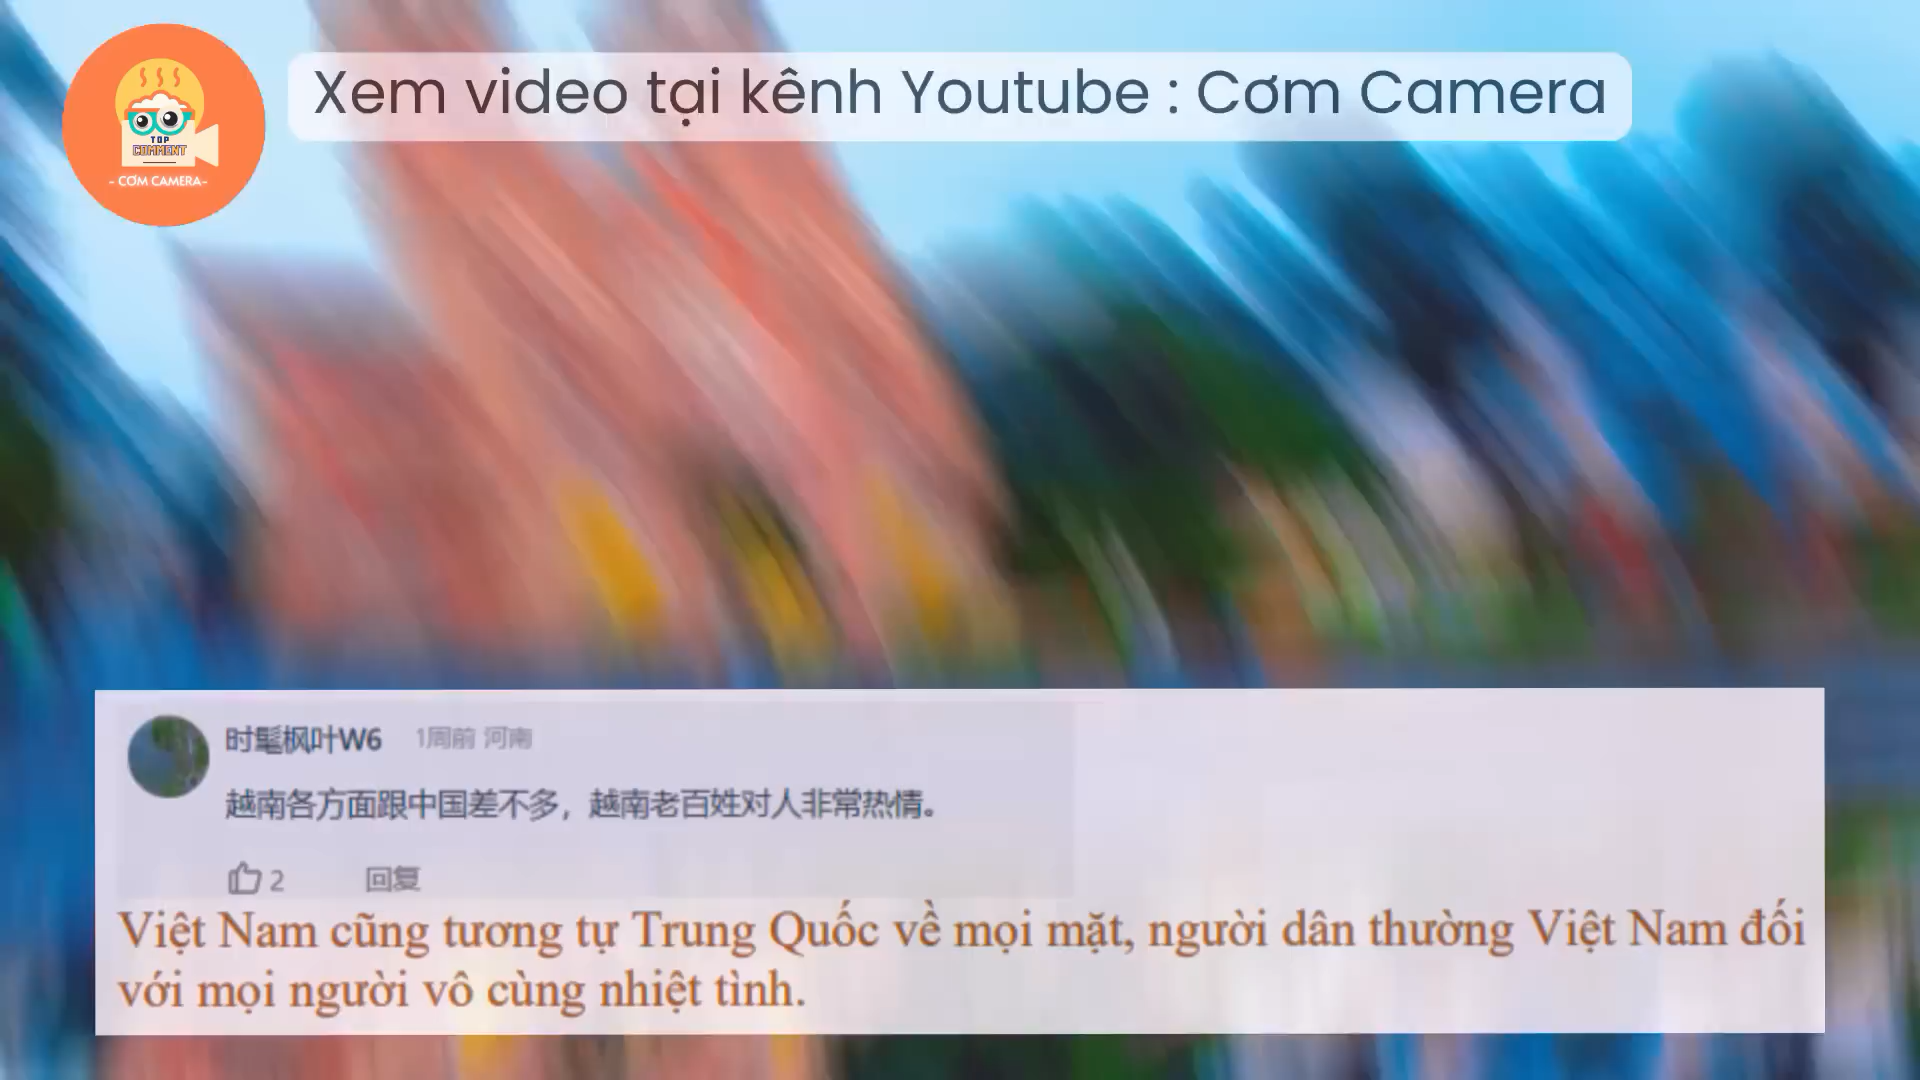 Xem video tại kênh Youtube : Cơm Camera
TOP
COMMENT
- CƠM CAMERA-
时髦枫叶W6 1周前 河南
越南各方面跟中国差不多，越南老百姓对人非常热情。
2 回复
Việt Nam cũng tương tự Trung Quốc về mọi mặt, người dân thường Việt Nam đối
với mọi người vô cùng nhiệt tình.